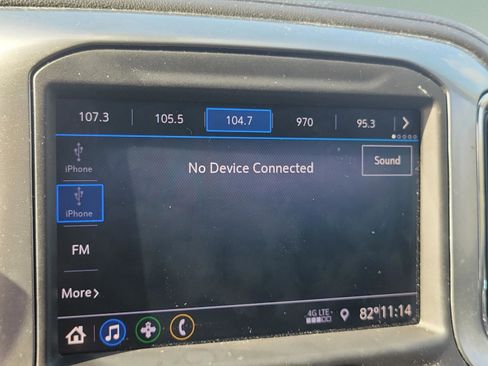 107.3 105.5 104.7 970 95.3 >
iPhone
No Device Connected
Sound
iPhone
FM
More >
4G LTE 82° 11:14